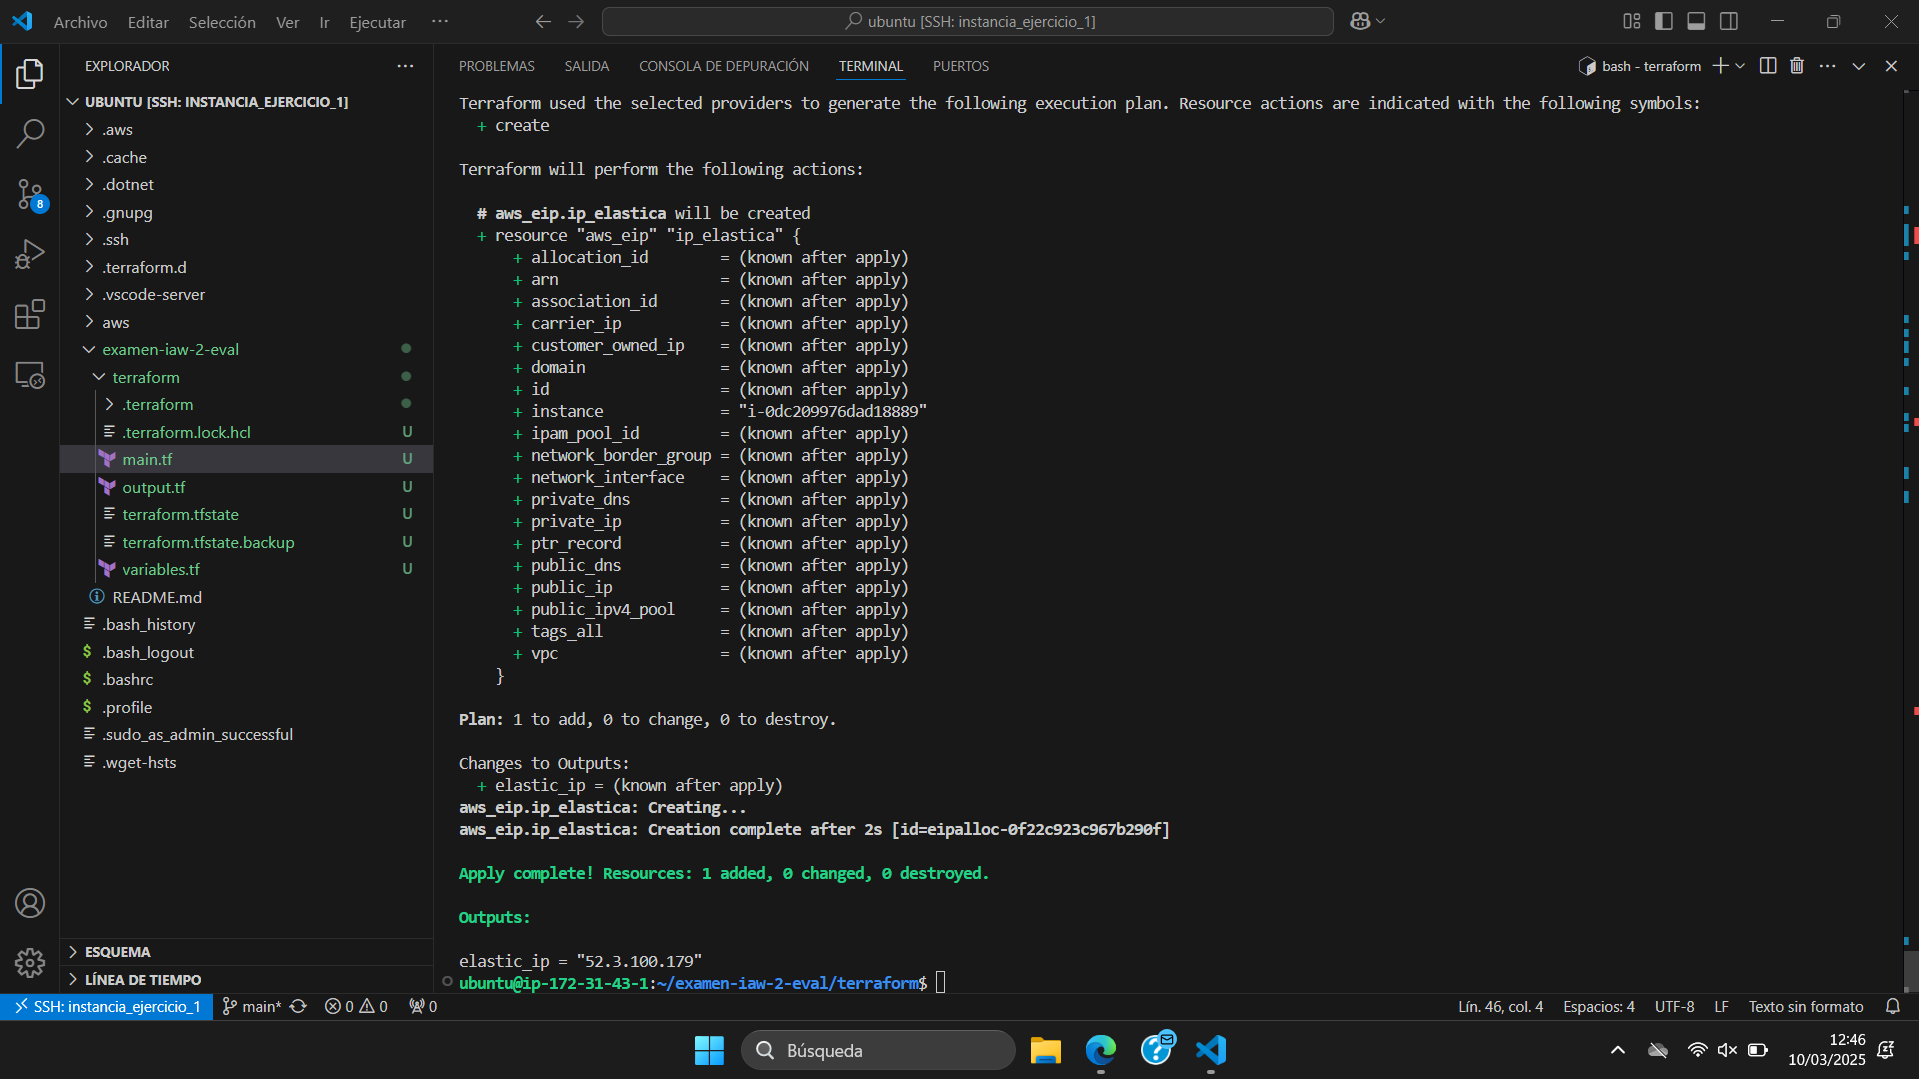 Archivo Editar Selección Ver Ir Ejecutar ···
ubuntu [SSH: instancia_ejercicio_1]
EXPLORADOR
UBUNTU [SSH: INSTANCIA_EJERCICIO_1]
.aws
.cache
.dotnet
.gnupg
.ssh
.terraform.d
.vscode-server
aws
examen-iaw-2-eval
terraform
.terraform
.terraform.lock.hcl U
main.tf U
output.tf U
terraform.tfstate U
terraform.tfstate.backup U
variables.tf U
README.md
.bash_history
$ .bash_logout
$ .bashrc
$ .profile
.sudo_as_admin_successful
.wget-hsts
ESQUEMA
LÍNEA DE TIEMPO
8
PROBLEMAS SALIDA CONSOLA DE DEPURACIÓN TERMINAL PUERTOS
bash - terraform
Terraform used the selected providers to generate the following execution plan. Resource actions are indicated with the following symbols:
+ create
Terraform will perform the following actions:
# aws_eip.ip_elastica will be created
+ resource "aws_eip" "ip_elastica" {
+ allocation_id = (known after apply)
+ arn = (known after apply)
+ association_id = (known after apply)
+ carrier_ip = (known after apply)
+ customer_owned_ip = (known after apply)
+ domain = (known after apply)
+ id = (known after apply)
+ instance = "i-0dc209976dad18889"
+ ipam_pool_id = (known after apply)
+ network_border_group = (known after apply)
+ network_interface = (known after apply)
+ private_dns = (known after apply)
+ private_ip = (known after apply)
+ ptr_record = (known after apply)
+ public_dns = (known after apply)
+ public_ip = (known after apply)
+ public_ipv4_pool = (known after apply)
+ tags_all = (known after apply)
+ vpc = (known after apply)
}
Plan: 1 to add, 0 to change, 0 to destroy.
Changes to Outputs:
+ elastic_ip = (known after apply)
aws_eip.ip_elastica: Creating...
aws_eip.ip_elastica: Creation complete after 2s [id=eipalloc-0f22c923c967b290f]
Apply complete! Resources: 1 added, 0 changed, 0 destroyed.
Outputs:
elastic_ip = "52.3.100.179"
ubuntu@ip-172-31-43-1:~/examen-iaw-2-eval/terraform$
SSH: instancia_ejercicio_1 main* 0 0 0
Lín. 46, col. 4 Espacios: 4 UTF-8 LF Texto sin formato
Búsqueda
12:46
10/03/2025